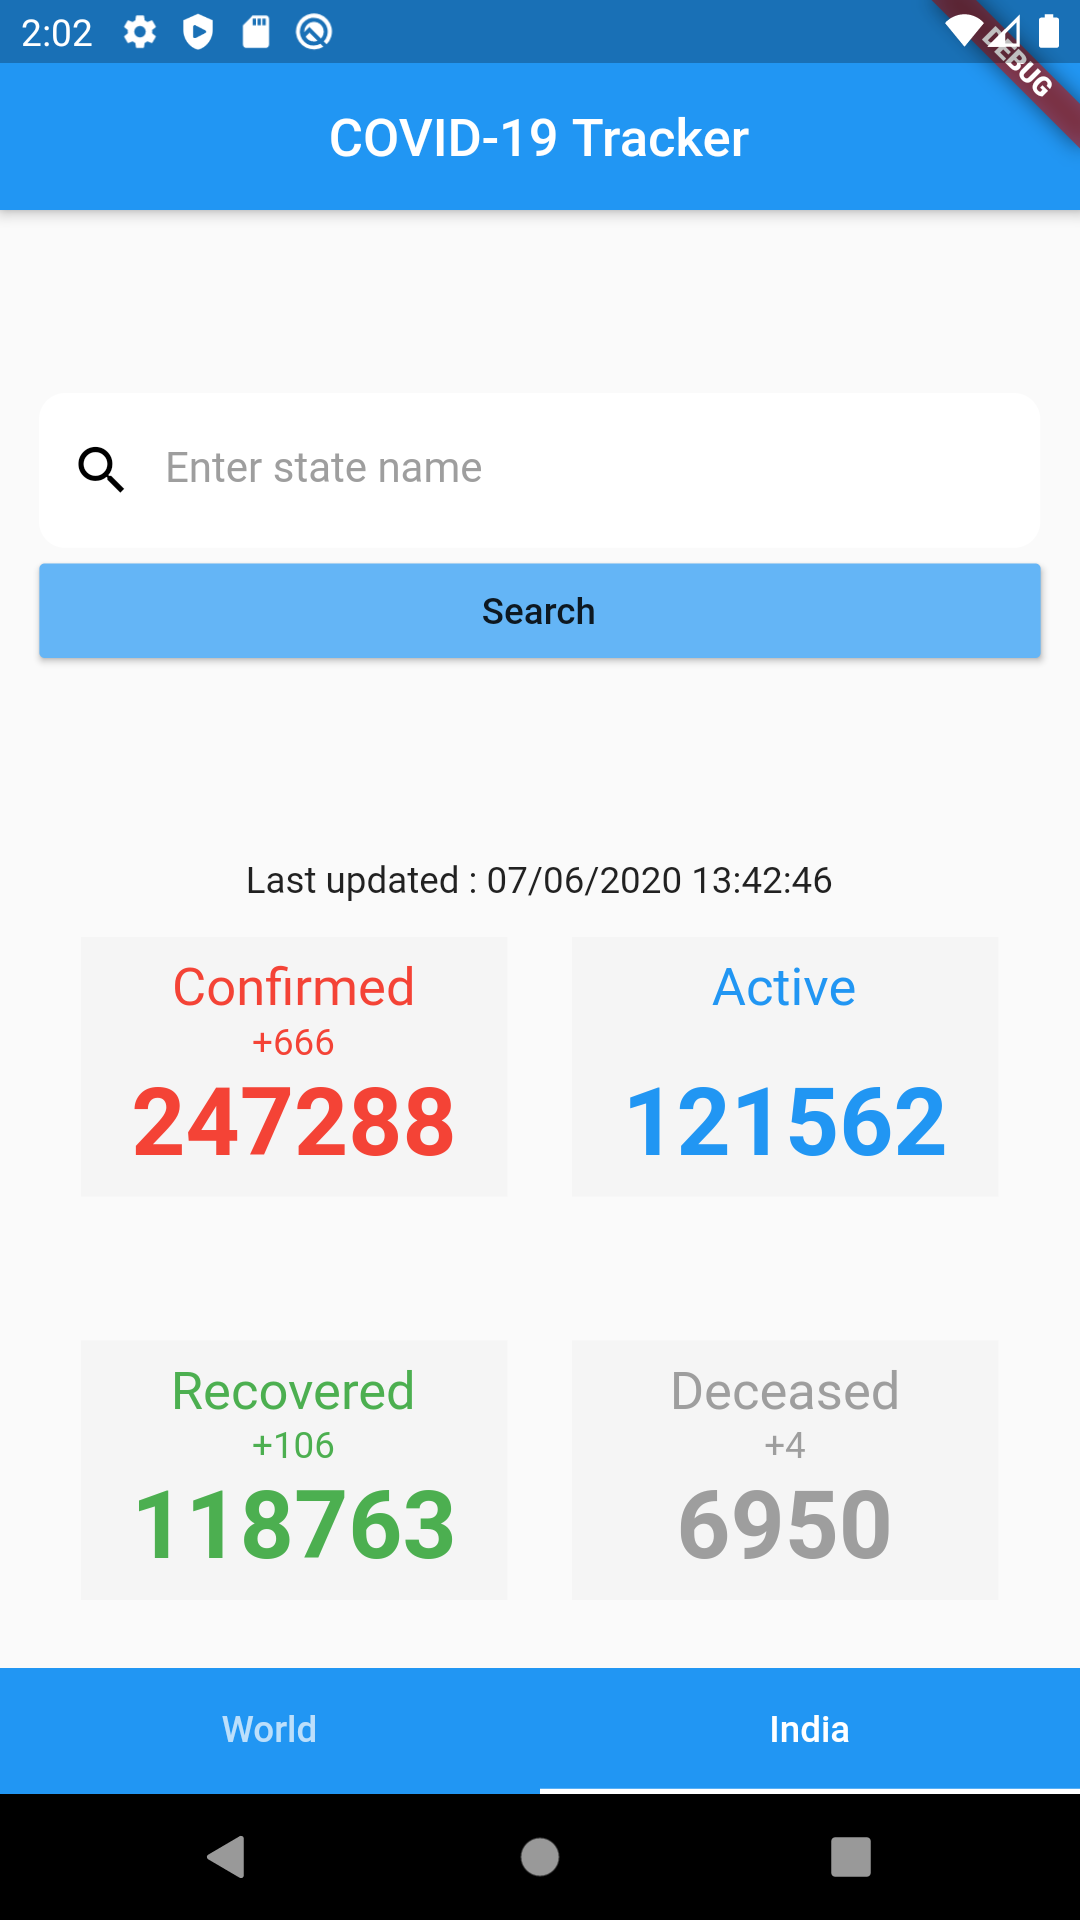 2:02
DEBUG
COVID-19 Tracker
Enter state name
Search
Last updated : 07/06/2020 13:42:46
Confirmed
+666
247288
Active
121562
Recovered
+106
118763
Deceased
+4
6950
World
India